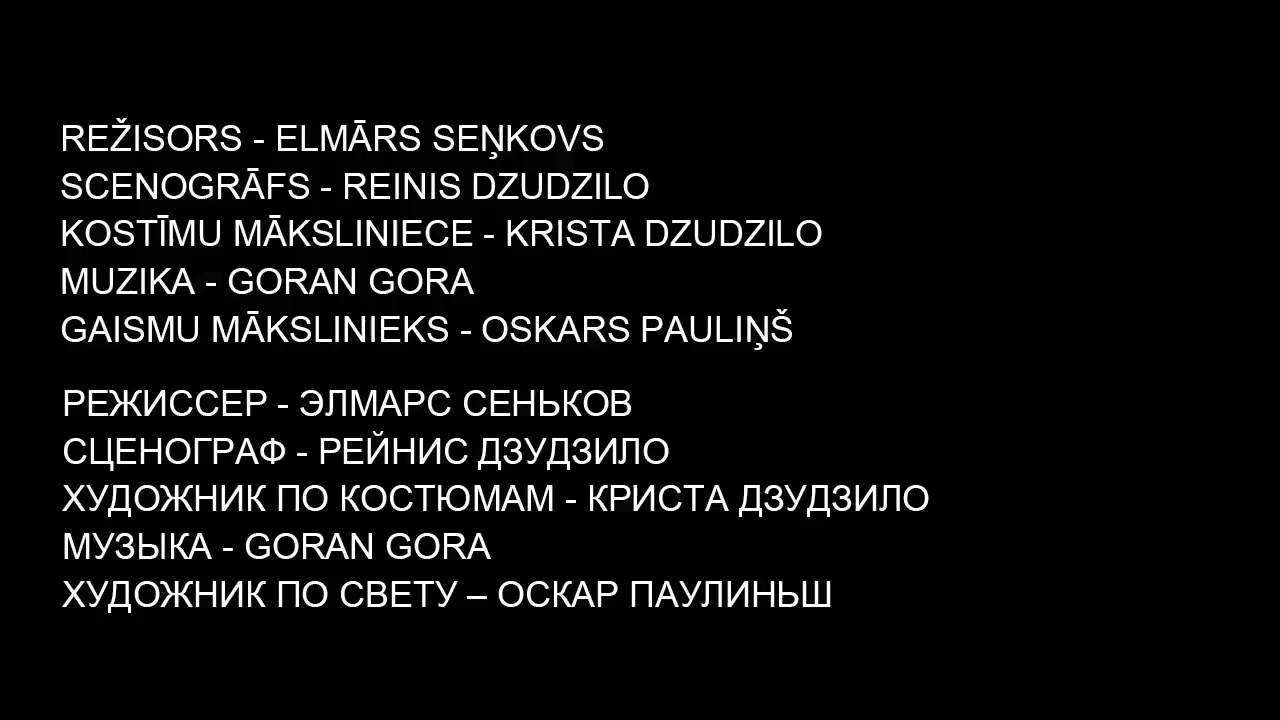 REŽISORS - ELMĀRS SEŅKOVS
SCENOGRĀFS - REINIS DZUDZILO
KOSTĪMU MĀKSLINIECE - KRISTA DZUDZILO
MUZIKA - GORAN GORA
GAISMU MĀKSLINIEKS - OSKARS PAULIŅŠ
РЕЖИССЕР - ЭЛМАРС СЕНЬКОВ
СЦЕНОГРАФ - РЕЙНИС ДЗУДЗИЛО
ХУДОЖНИК ПО КОСТЮМАМ - КРИСТА ДЗУДЗИЛО
МУЗЫКА - GORAN GORA
ХУДОЖНИК ПО СВЕТУ – ОСКАР ПАУЛИНЬШ